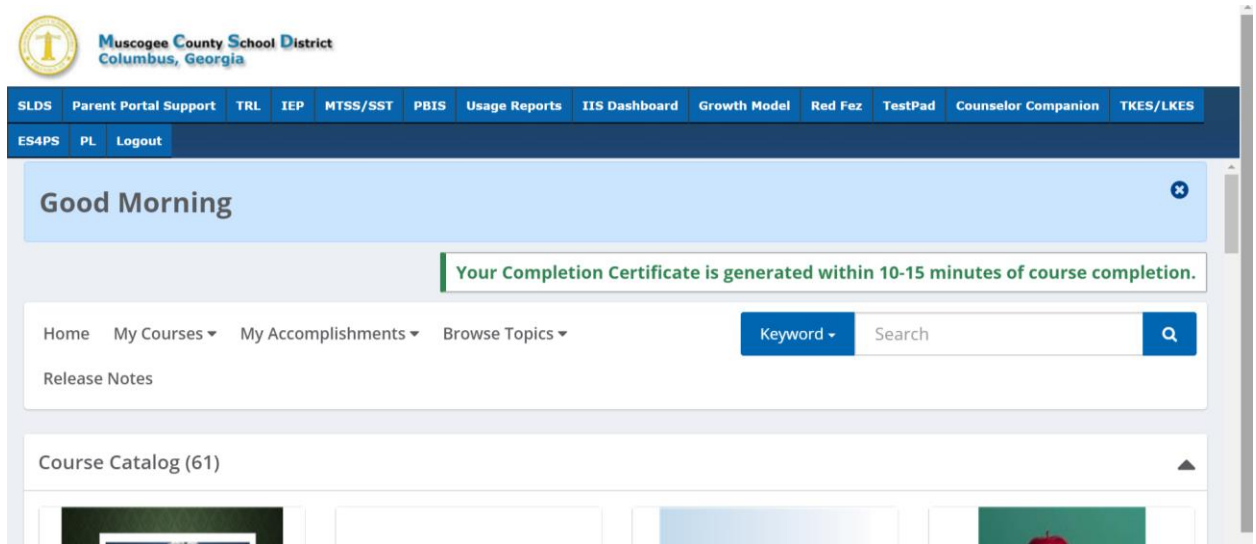 Muscogee County School District
Columbus, Georgia
SLDS Parent Portal Support TRL IEP MTSS/SST PBIS Usage Reports IIS Dashboard Growth Model Red Fez TestPad Counselor Companion TKES/LKES
ES4PS PL Logout
Good Morning
Your Completion Certificate is generated within 10-15 minutes of course completion.
Home My Courses My Accomplishments Browse Topics Keyword Search
Release Notes
Course Catalog (61)